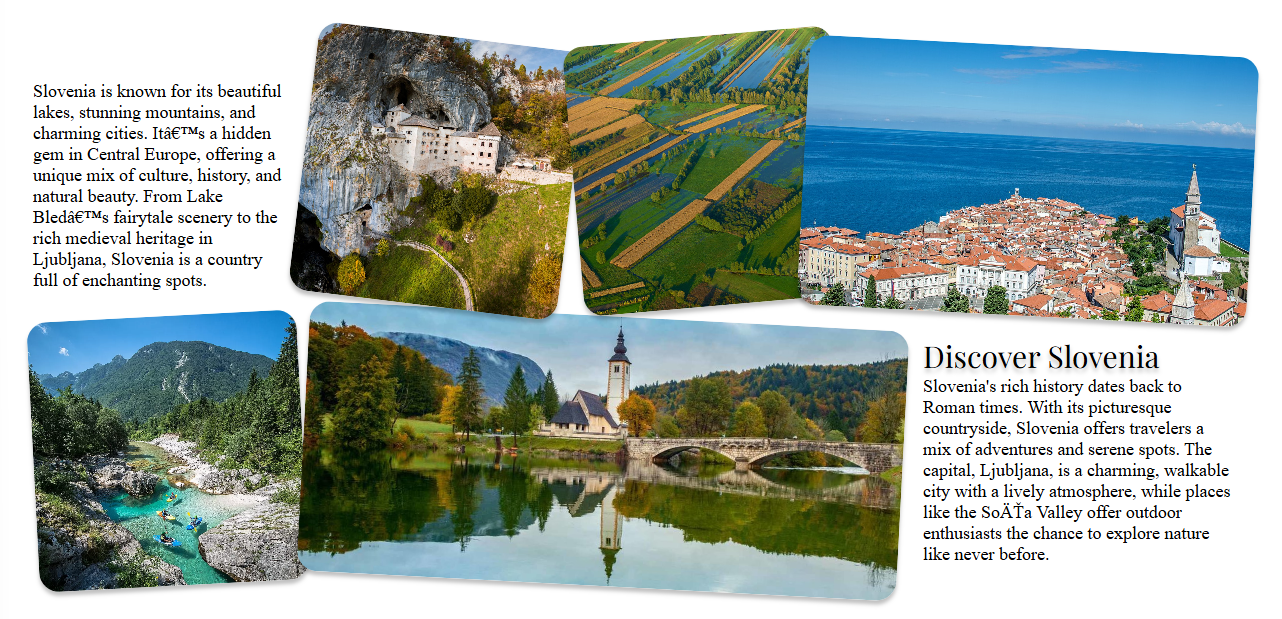 Slovenia is known for its beautiful
lakes, stunning mountains, and
charming cities. Itâ€™s a hidden
gem in Central Europe, offering a
unique mix of culture, history, and
natural beauty. From Lake
Bledâ€™s fairytale scenery to the
rich medieval heritage in
Ljubljana, Slovenia is a country
full of enchanting spots.
Discover Slovenia
Slovenia's rich history dates back to
Roman times. With its picturesque
countryside, Slovenia offers travelers a
mix of adventures and serene spots. The
capital, Ljubljana, is a charming, walkable
city with a lively atmosphere, while places
like the SoÄŤa Valley offer outdoor
enthusiasts the chance to explore nature
like never before.